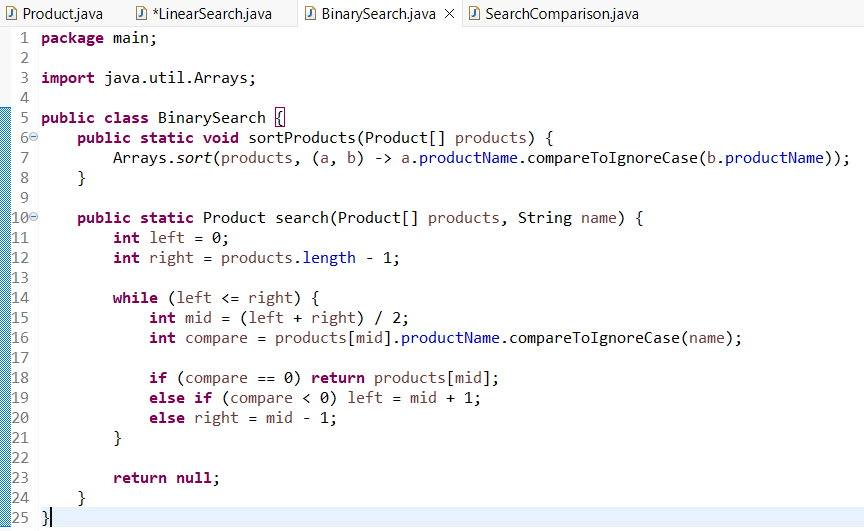 Product.java *LinearSearch.java BinarySearch.java SearchComparison.java
1 package main;
2
3 import java.util.Arrays;
4
5 public class BinarySearch {
6 public static void sortProducts(Product[] products) {
7 Arrays.sort(products, (a, b) -> a.productName.compareToIgnoreCase(b.productName));
8 }
9
10 public static Product search(Product[] products, String name) {
11 int left = 0;
12 int right = products.length - 1;
13
14 while (left <= right) {
15 int mid = (left + right) / 2;
16 int compare = products[mid].productName.compareToIgnoreCase(name);
17
18 if (compare == 0) return products[mid];
19 else if (compare < 0) left = mid + 1;
20 else right = mid - 1;
21 }
22
23 return null;
24 }
25 }